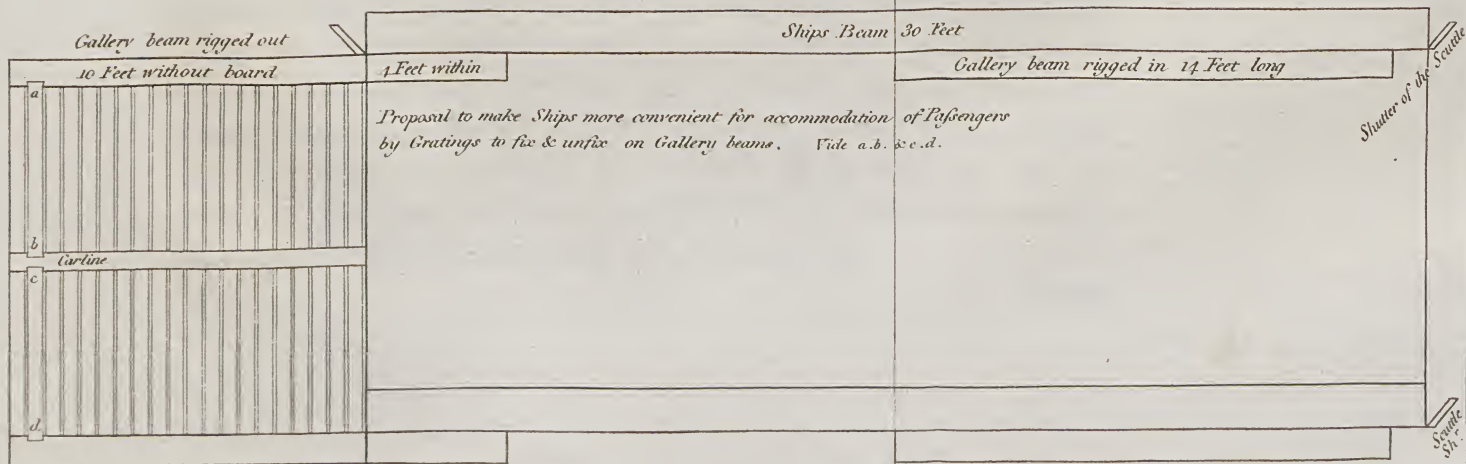 Gallery beam rigged out
Ships Beam 30 Feet
10 Feet without board
4 Feet within
Gallery beam rigged in 14 Feet long
Shutter of the Scuttle
a
Proposal to make Ships more convenient for accommodation of Paſsengers
by Gratings to fix & unfix on Gallery beams. Vide a.b. & c.d.
b
Carline
c
d
Scuttle
Shr.